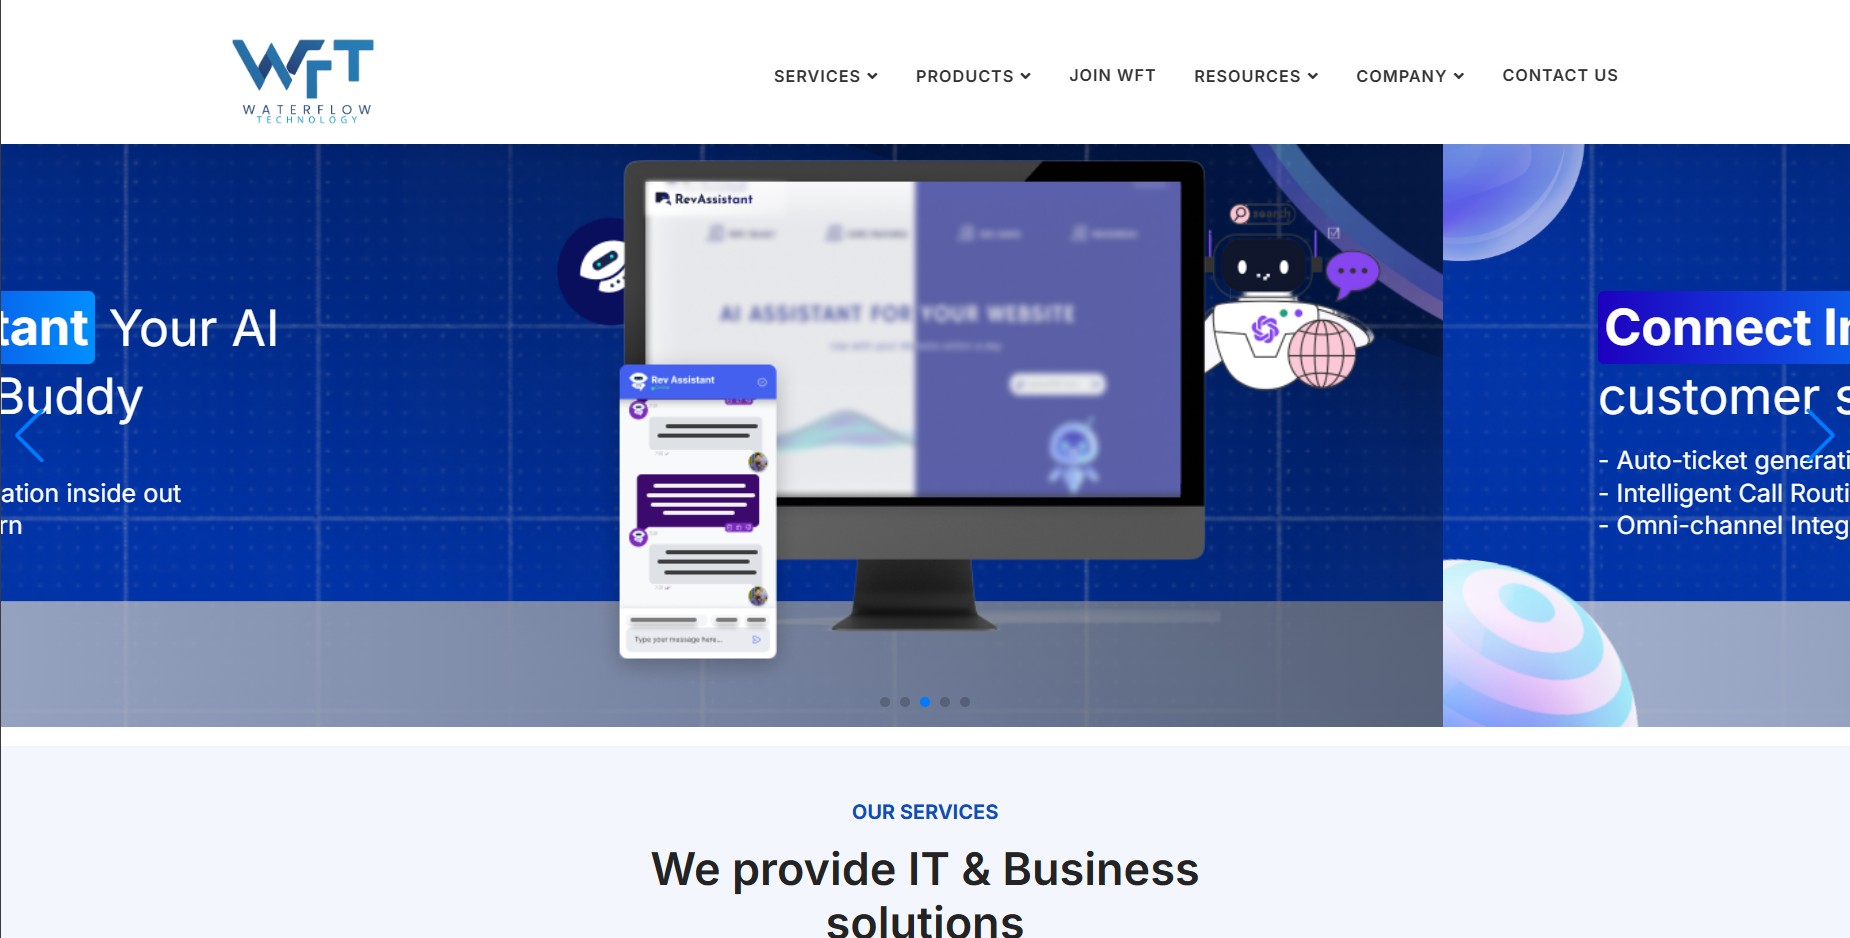 WFT
WATERFLOW
TECHNOLOGY
SERVICES
PRODUCTS
JOIN WFT
RESOURCES
COMPANY
CONTACT US
tant Your AI
Buddy
ation inside out
rn
RevAssistant
AI ASSISTANT FOR YOUR WEBSITE
search
Rev Assistant
Type your message here...
Connect In
customer s
- Auto-ticket generati
- Intelligent Call Routi
- Omni-channel Integ
OUR SERVICES
We provide IT & Business
solutions